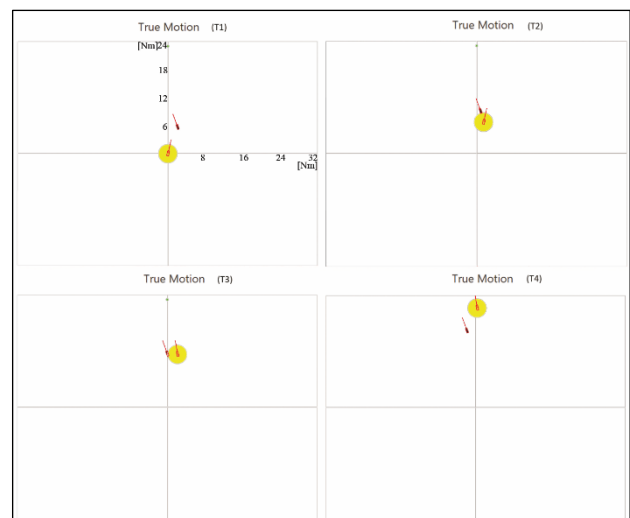 True Motion (T1)
[Nm]24
18
12
6
8 16 24 32
[Nm]
True Motion (T2)
True Motion (T3)
True Motion (T4)